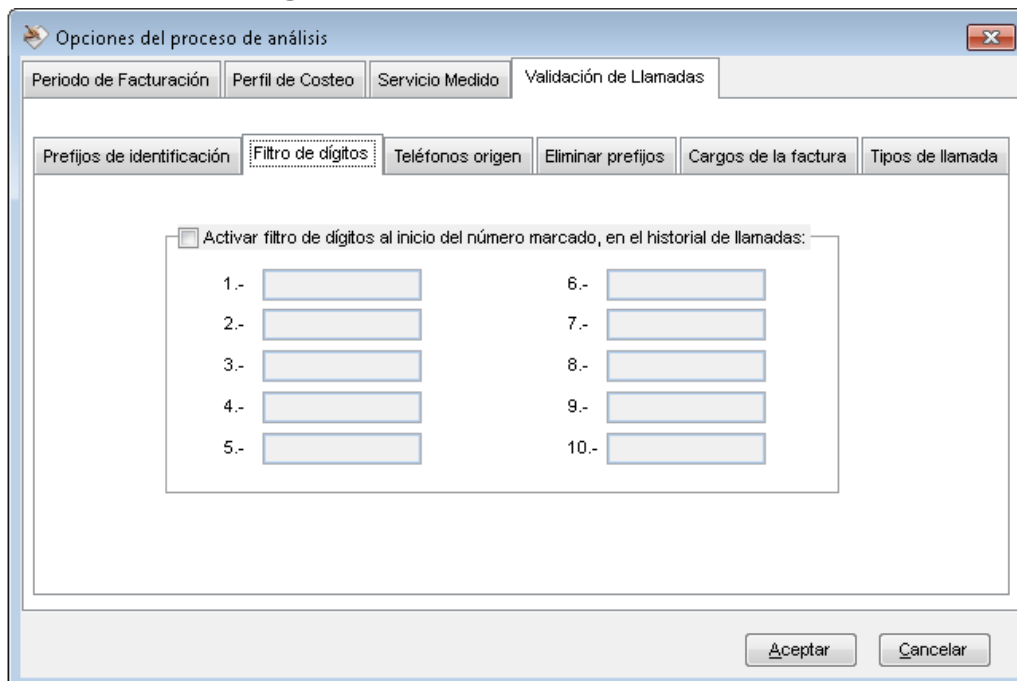 Opciones del proceso de análisis
Periodo de Facturación Perfil de Costeo Servicio Medido Validación de Llamadas
Prefijos de identificación Filtro de dígitos Teléfonos origen Eliminar prefijos Cargos de la factura Tipos de llamada
Activar filtro de dígitos al inicio del número marcado, en el historial de llamadas:
1.- 6.-
2.- 7.-
3.- 8.-
4.- 9.-
5.- 10.-
Aceptar Cancelar